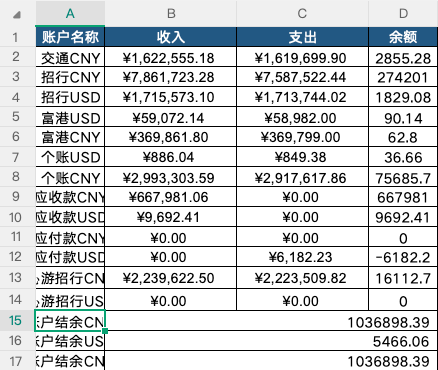 A B C D
1 账户名称 收入 支出 余额
2 交通CNY ¥1,622,555.18 ¥1,619,699.90 2855.28
3 招行CNY ¥7,861,723.28 ¥7,587,522.44 274201
4 招行USD ¥1,715,573.10 ¥1,713,744.02 1829.08
5 富港USD ¥59,072.14 ¥58,982.00 90.14
6 富港CNY ¥369,861.80 ¥369,799.00 62.8
7 个账USD ¥886.04 ¥849.38 36.66
8 个账CNY ¥2,993,303.59 ¥2,917,617.86 75685.7
9 应收款CNY ¥667,981.06 ¥0.00 667981
10 应收款USD ¥9,692.41 ¥0.00 9692.41
11 应付款CNY ¥0.00 ¥0.00 0
12 应付款USD ¥0.00 ¥6,182.23 -6182.2
13 游招行CN ¥2,239,622.50 ¥2,223,509.82 16112.7
14 游招行US ¥0.00 ¥0.00 0
15 户结余CN 1036898.39
16 户结余US 5466.06
17 户结余CN 1036898.39